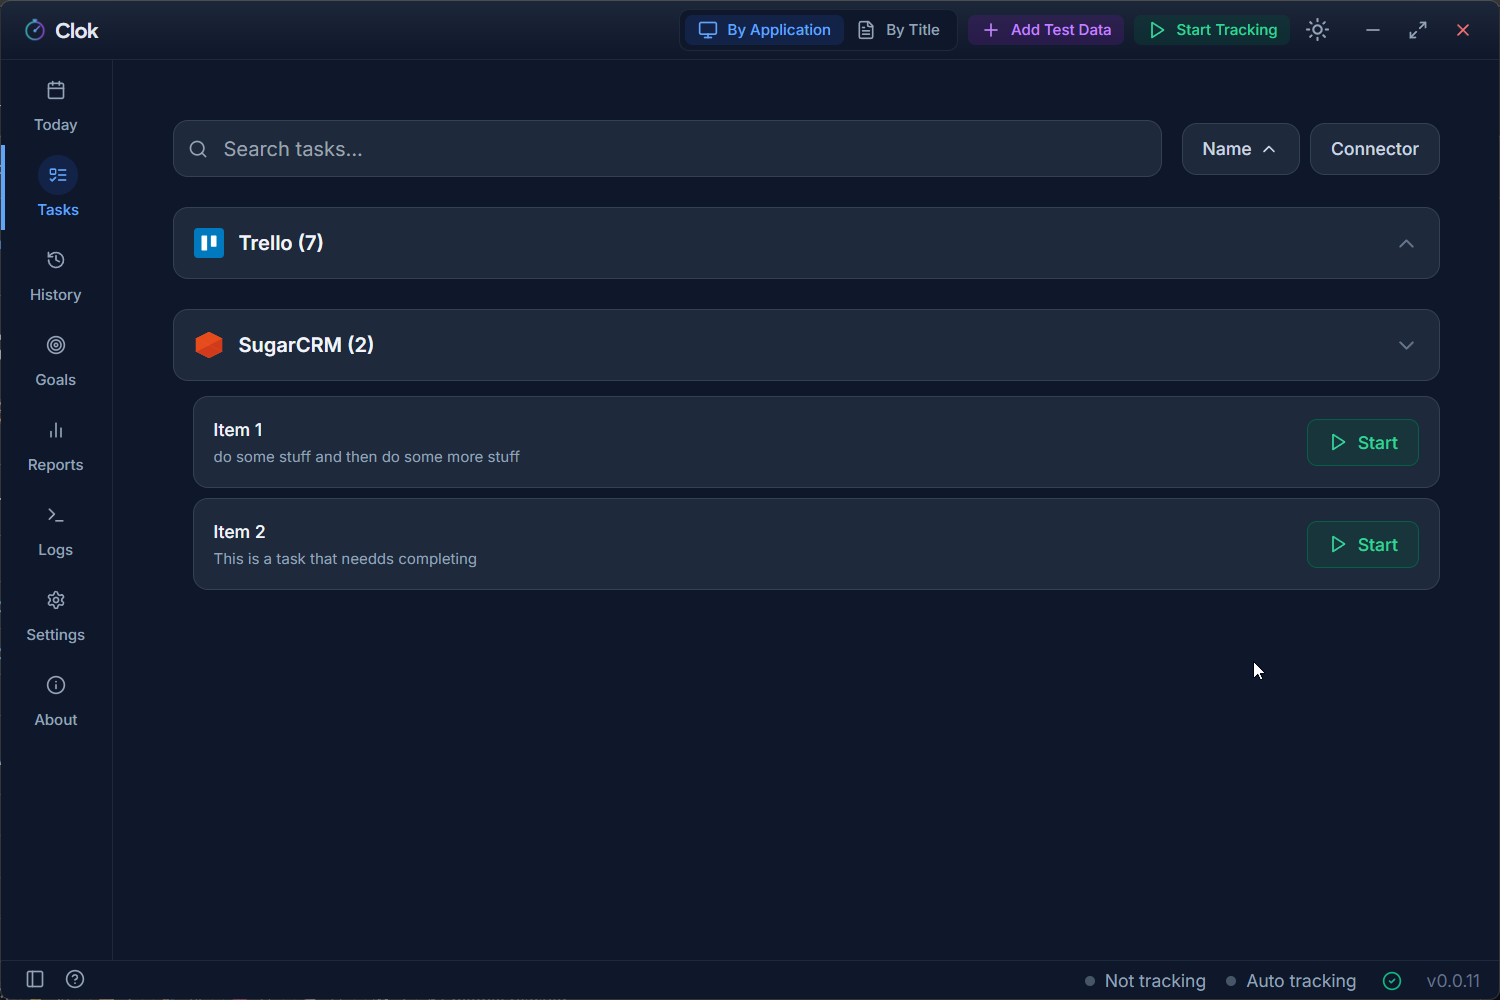 Clok
By Application
By Title
Add Test Data
Start Tracking
Today
Tasks
History
Goals
Reports
Logs
Settings
About
Search tasks...
Name
Connector
Trello (7)
SugarCRM (2)
Item 1
do some stuff and then do some more stuff
Start
Item 2
This is a task that needds completing
Start
Not tracking
Auto tracking
v0.0.11